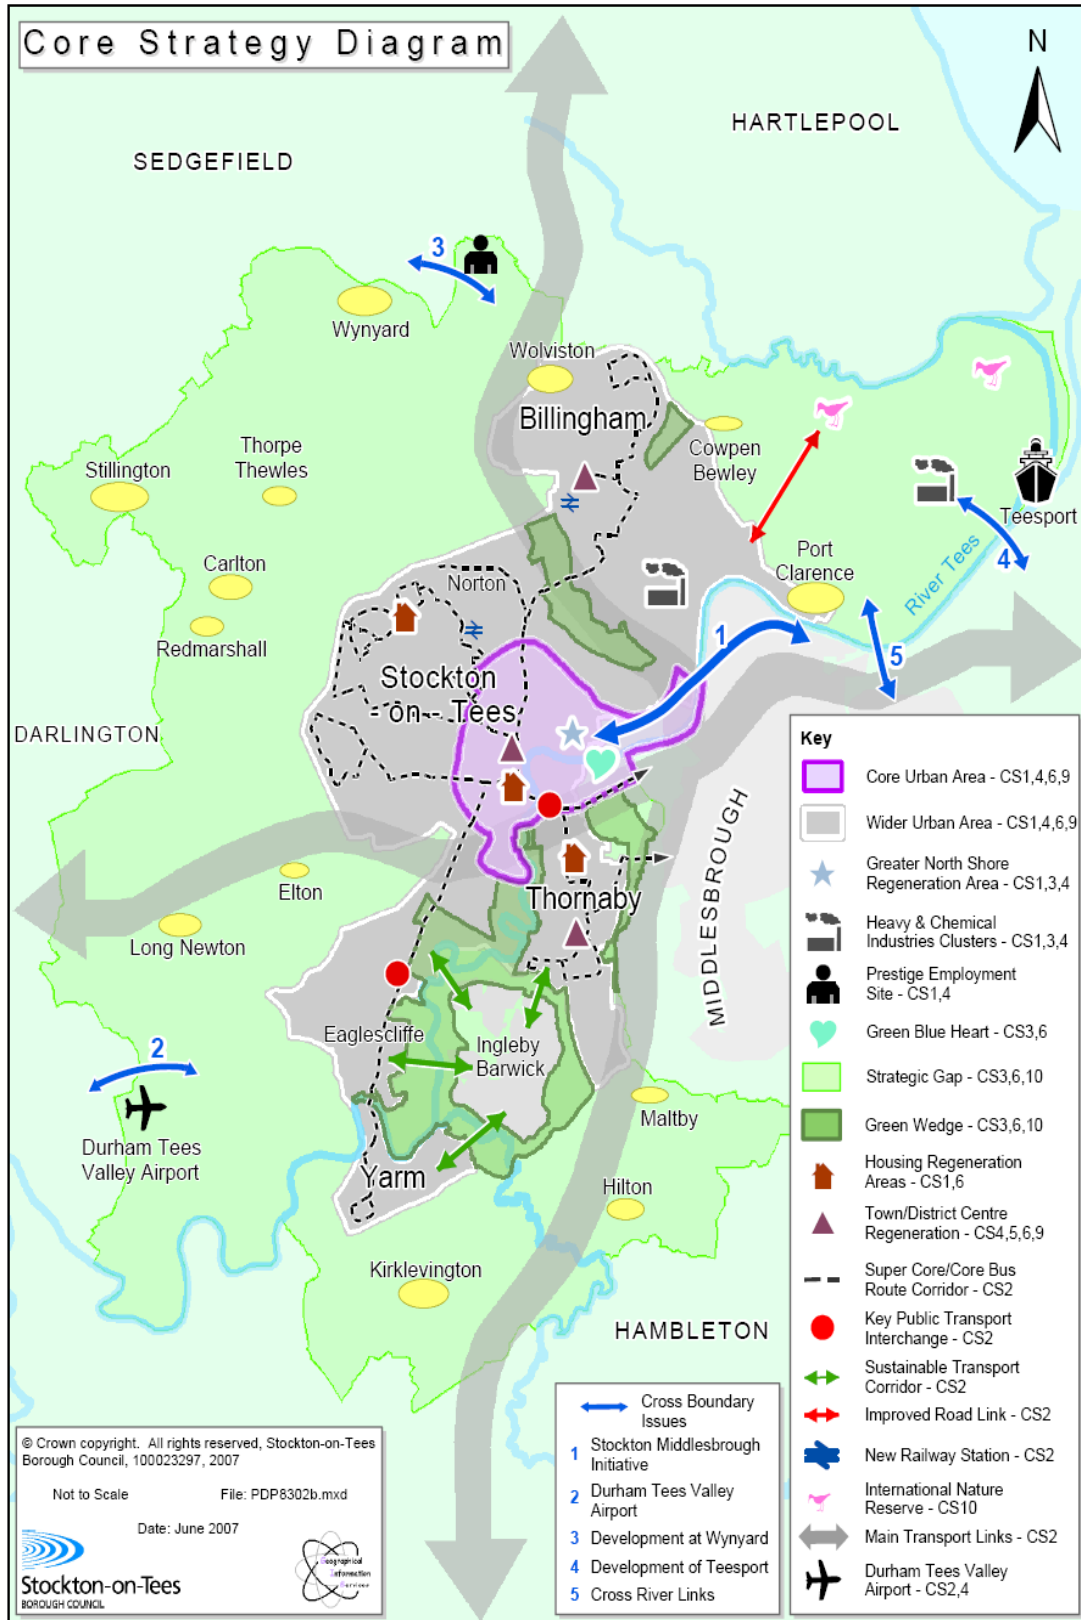 Core Strategy Diagram
N
HARTLEPOOL
SEDGEFIELD
3
Wynyard
Wolviston
Billingham
Cowpen
Bewley
Thorpe
Thewles
Stillington
Teesport
4
Port
Clarence
River Tees
Carlton
Norton
Redmarshall
1
5
Stockton
- on - Tees
DARLINGTON
MIDDLESBROUGH
Elton
Thornaby
Long Newton
Eaglescliffe
Ingleby
Barwick
2
Maltby
Durham Tees
Valley Airport
Yarm
Hilton
Kirklevington
HAMBLETON
Key
Core Urban Area - CS1,4,6,9
Wider Urban Area - CS1,4,6,9
Greater North Shore
Regeneration Area - CS1,3,4
Heavy & Chemical
Industries Clusters - CS1,3,4
Prestige Employment
Site - CS1,4
Green Blue Heart - CS3,6
Strategic Gap - CS3,6,10
Green Wedge - CS3,6,10
Housing Regeneration
Areas - CS1,6
Town/District Centre
Regeneration - CS4,5,6,9
Super Core/Core Bus
Route Corridor - CS2
Key Public Transport
Interchange - CS2
Sustainable Transport
Corridor - CS2
Improved Road Link - CS2
New Railway Station - CS2
International Nature
Reserve - CS10
Main Transport Links - CS2
Durham Tees Valley
Airport - CS2,4
Cross Boundary
Issues
1 Stockton Middlesbrough
Initiative
2 Durham Tees Valley
Airport
3 Development at Wynyard
4 Development of Teesport
5 Cross River Links
© Crown copyright. All rights reserved, Stockton-on-Tees
Borough Council, 100023297, 2007
Not to Scale File: PDP8302b.mxd
Date: June 2007
Stockton-on-Tees
BOROUGH COUNCIL
Geographical
Information
Services